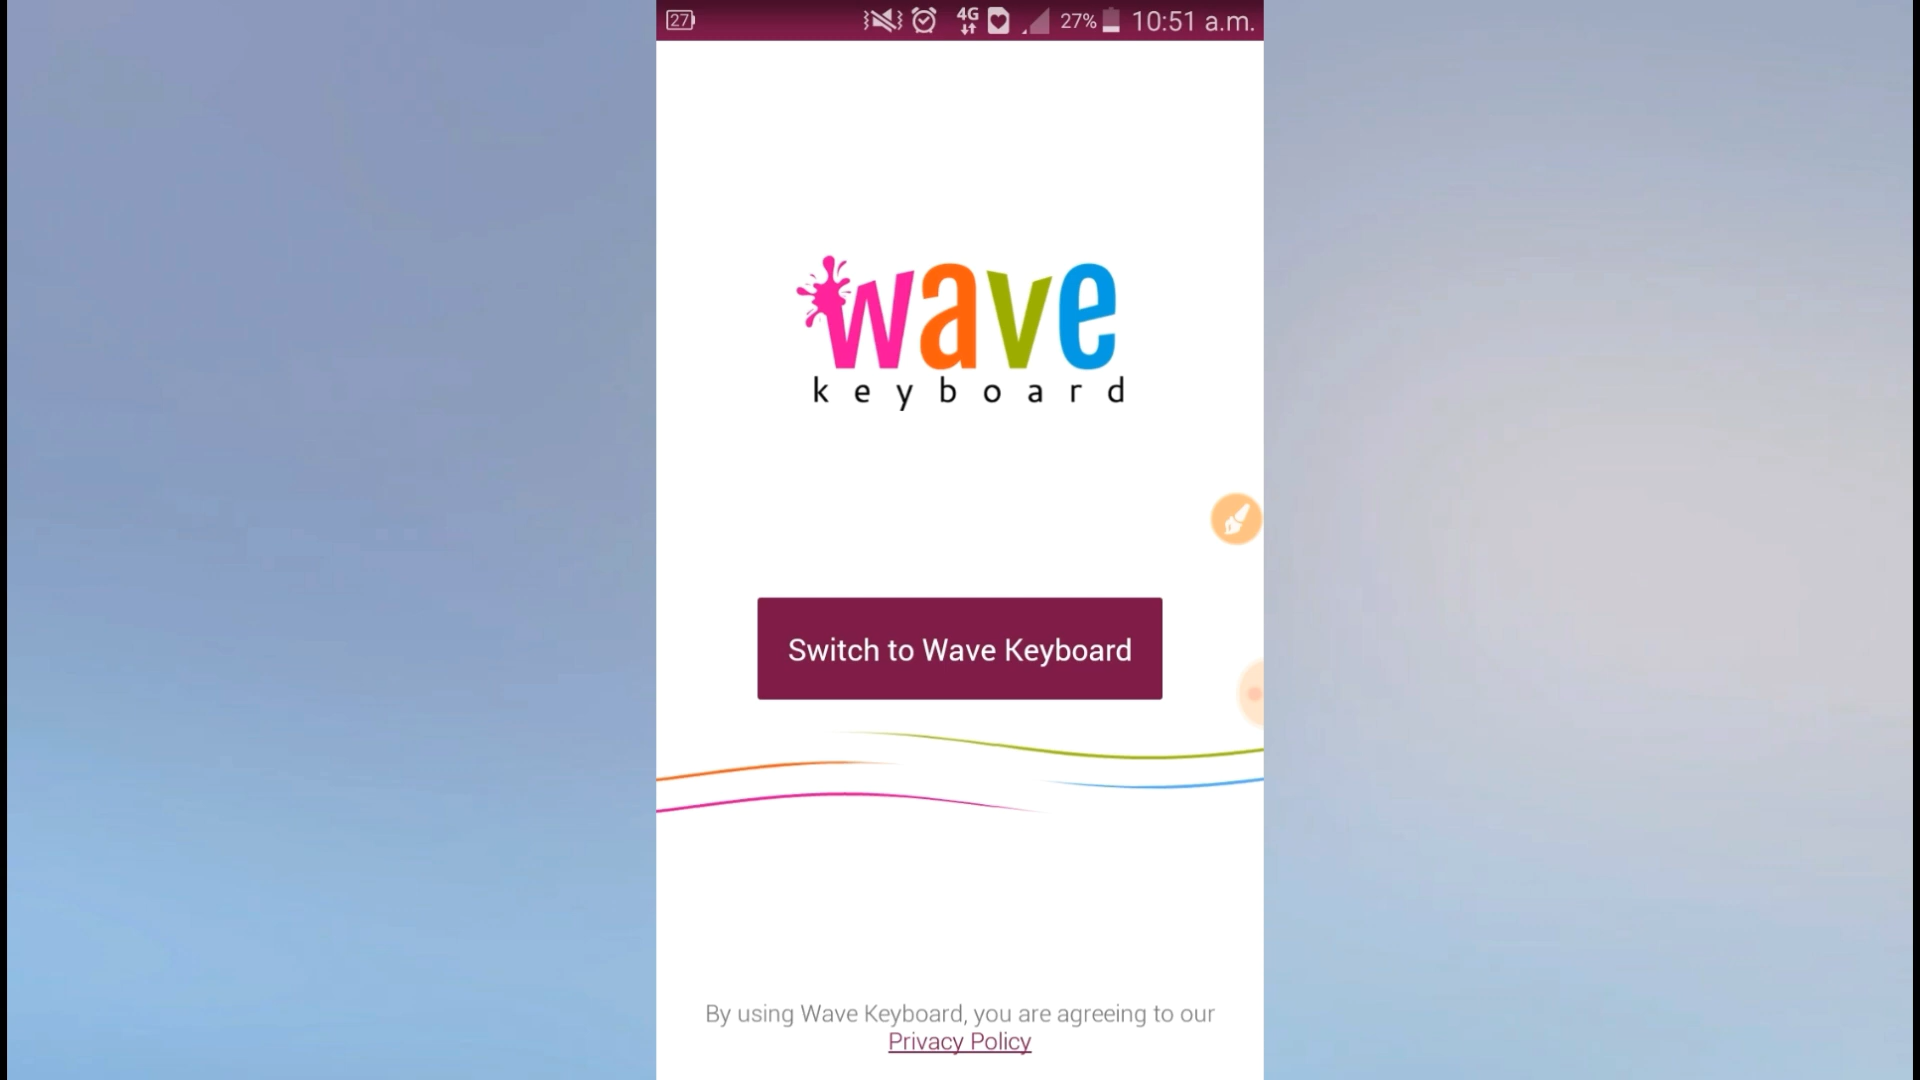 27 4G 27% 10:51 a.m.
wave
keyboard
Switch to Wave Keyboard
By using Wave Keyboard, you are agreeing to our
Privacy Policy